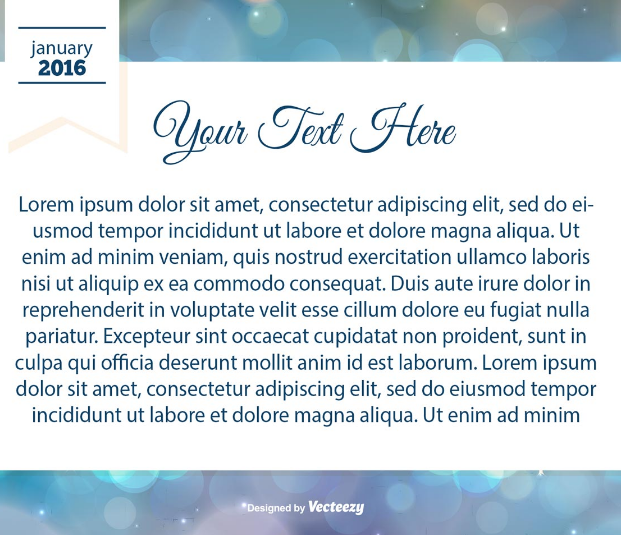 january
2016
Your Text Here
Lorem ipsum dolor sit amet, consectetur adipiscing elit, sed do ei-
usmod tempor incididunt ut labore et dolore magna aliqua. Ut
enim ad minim veniam, quis nostrud exercitation ullamco laboris
nisi ut aliquip ex ea commodo consequat. Duis aute irure dolor in
reprehenderit in voluptate velit esse cillum dolore eu fugiat nulla
pariatur. Excepteur sint occaecat cupidatat non proident, sunt in
culpa qui officia deserunt mollit anim id est laborum. Lorem ipsum
dolor sit amet, consectetur adipiscing elit, sed do eiusmod tempor
incididunt ut labore et dolore magna aliqua. Ut enim ad minim
Designed by Vecteezy